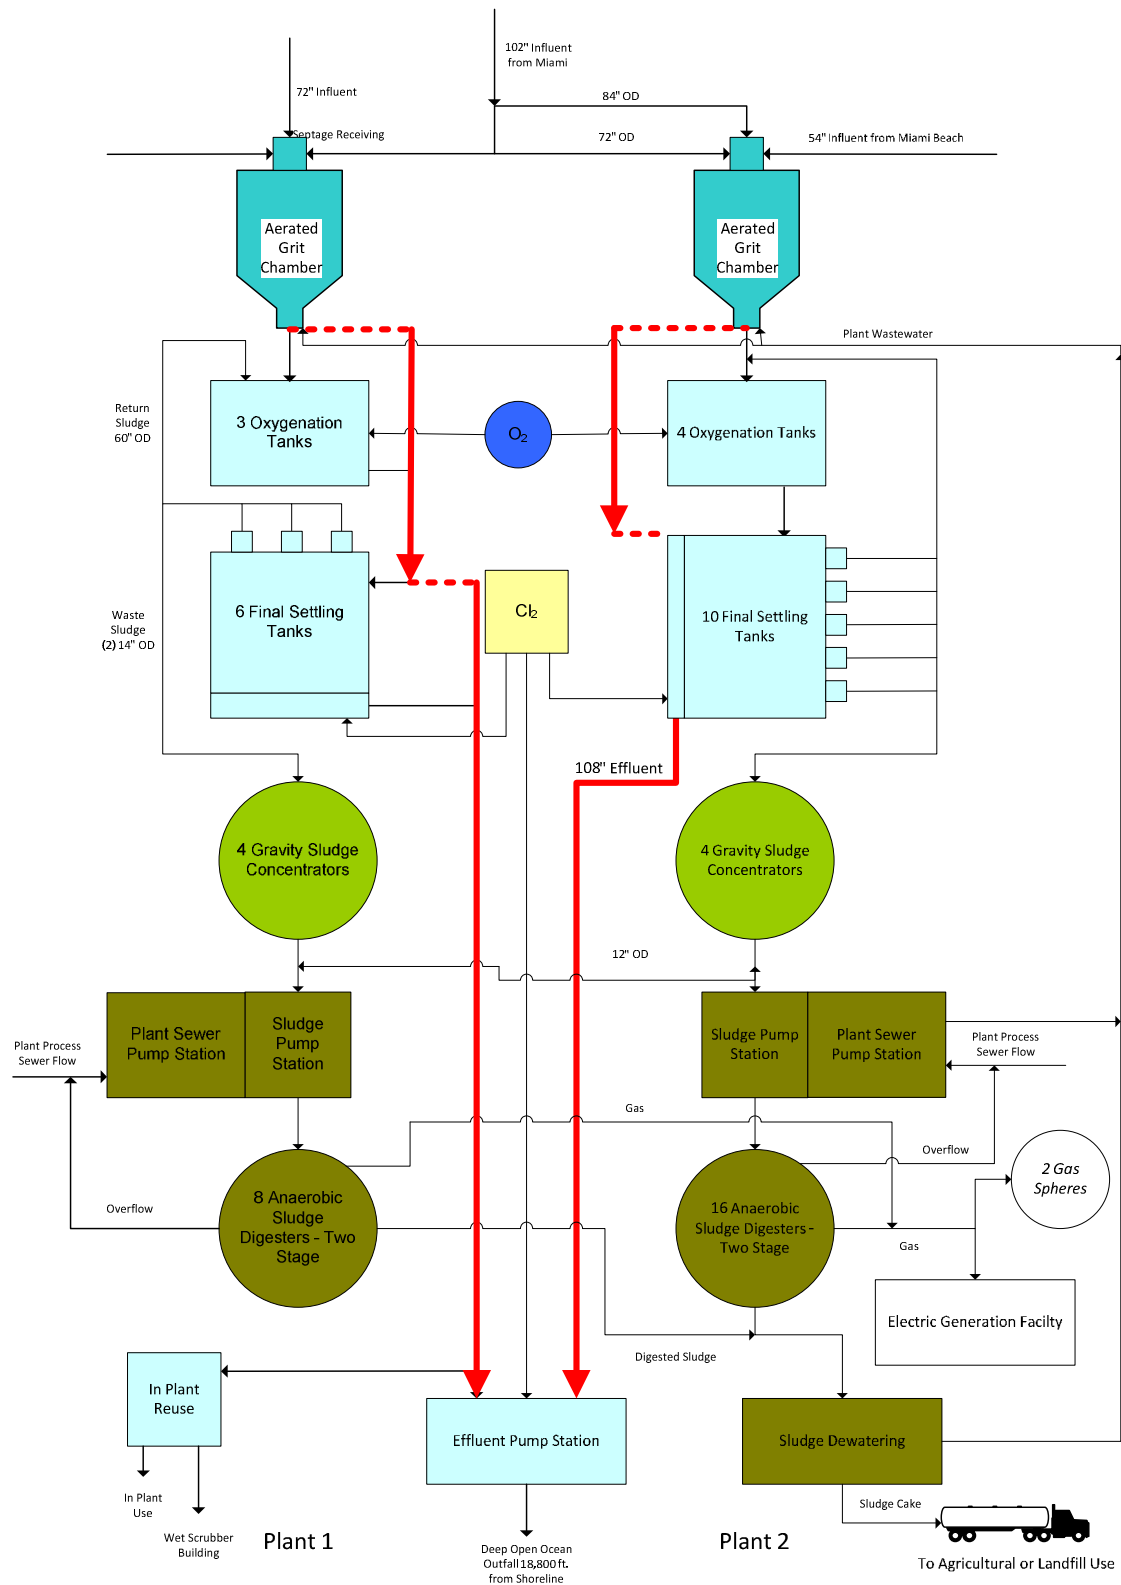 102" Influent
from Miami
72" Influent
84" OD
Septage Receiving
72" OD
54" Influent from Miami Beach
Aerated
Grit
Chamber
Aerated
Grit
Chamber
Plant Wastewater
Return
Sludge
60" OD
3 Oxygenation
Tanks
O2
4 Oxygenation Tanks
Waste
Sludge
(2) 14" OD
6 Final Settling
Tanks
Cl2
10 Final Settling
Tanks
108" Effluent
4 Gravity Sludge
Concentrators
4 Gravity Sludge
Concentrators
12" OD
Plant Process
Sewer Flow
Plant Sewer
Pump Station
Sludge
Pump
Station
Sludge Pump
Station
Plant Sewer
Pump Station
Plant Process
Sewer Flow
Gas
Overflow
Overflow
8 Anaerobic
Sludge
Digesters - Two
Stage
16 Anaerobic
Sludge Digesters -
Two Stage
2 Gas
Spheres
Gas
Electric Generation Facilty
Digested Sludge
In Plant
Reuse
Effluent Pump Station
Sludge Dewatering
In Plant
Use
Wet Scrubber
Building
Plant 1
Deep Open Ocean
Outfall 18,800 ft.
from Shoreline
Plant 2
Sludge Cake
To Agricultural or Landfill Use